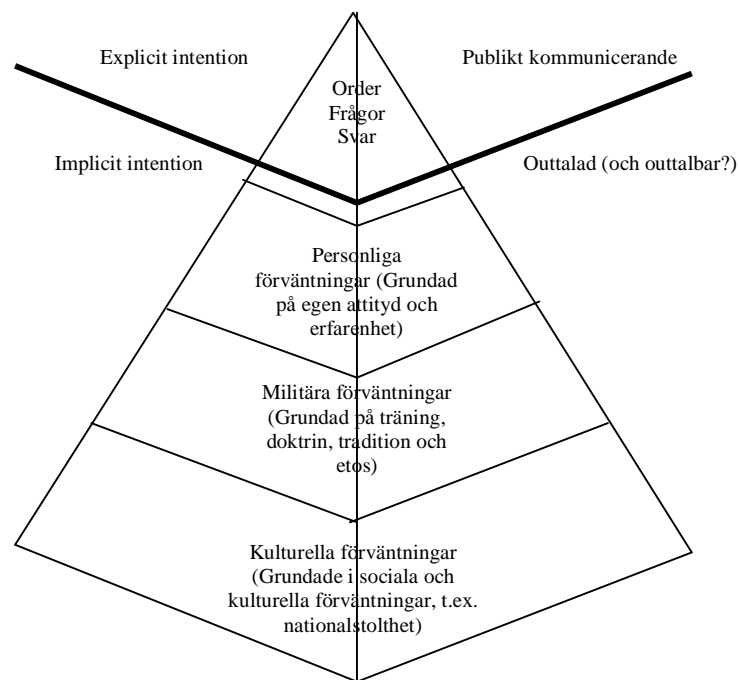 Explicit intention
Publikt kommunicerande
Order
Frågor
Svar
Implicit intention
Outtalad (och outtalbar?)
Personliga
förväntningar (Grundad
på egen attityd och
erfarenhet)
Militära förväntningar
(Grundad på träning,
doktrin, tradition och
etos)
Kulturella förväntningar
(Grundade i sociala och
kulturella förväntningar, t.ex.
nationalstolthet)